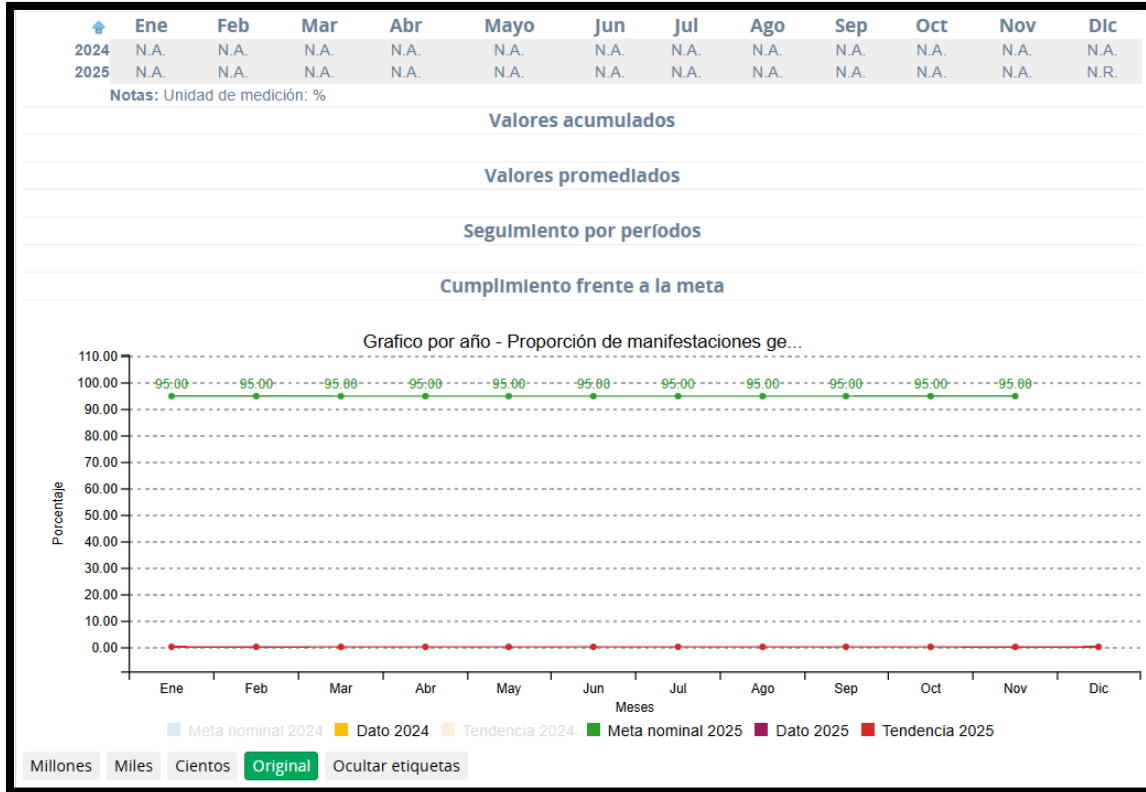 Ene Feb Mar Abr Mayo Jun Jul Ago Sep Oct Nov Dic
2024 N.A. N.A. N.A. N.A. N.A. N.A. N.A. N.A. N.A. N.A. N.A. N.A.
2025 N.A. N.A. N.A. N.A. N.A. N.A. N.A. N.A. N.A. N.A. N.A. N.R.
Notas: Unidad de medición: %
Valores acumulados
Valores promediados
Seguimiento por períodos
Cumplimiento frente a la meta
Grafico por año - Proporción de manifestaciones ge...
110.00
100.00
95.00 95.00 95.00 95.00 95.00 95.00 95.00 95.00 95.00 95.00 95.00
90.00
80.00
70.00
60.00
50.00
40.00
30.00
20.00
10.00
0.00
Porcentaje
Ene Feb Mar Abr May Jun Jul Ago Sep Oct Nov Dic
Meses
Meta nominal 2024 Dato 2024 Tendencia 2024 Meta nominal 2025 Dato 2025 Tendencia 2025
Millones Miles Cientos Original Ocultar etiquetas